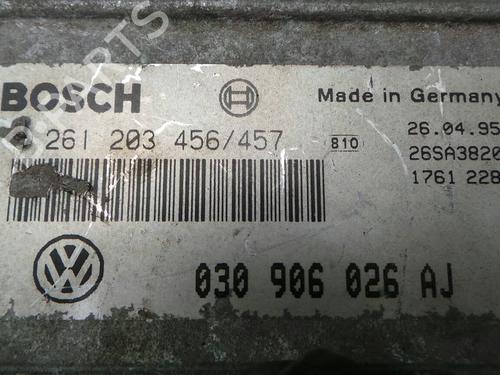 BOSCH
Made in Germany
261 203 456/457
810
26.04.95
26SA3820
1761 228
030 906 026 AJ